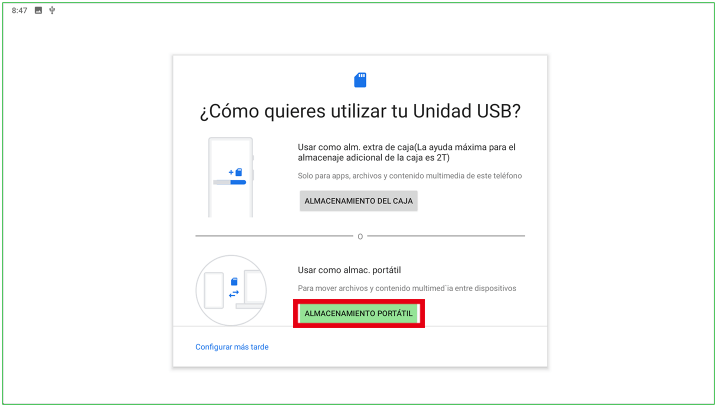 8:47
¿Cómo quieres utilizar tu Unidad USB?
Usar como alm. extra de caja(La ayuda máxima para el
almacenaje adicional de la caja es 2T)
Solo para apps, archivos y contenido multimedia de este teléfono
ALMACENAMIENTO DEL CAJA
O
Usar como almac. portátil
Para mover archivos y contenido multimed¨ia entre dispositivos
ALMACENAMIENTO PORTÁTIL
Configurar más tarde